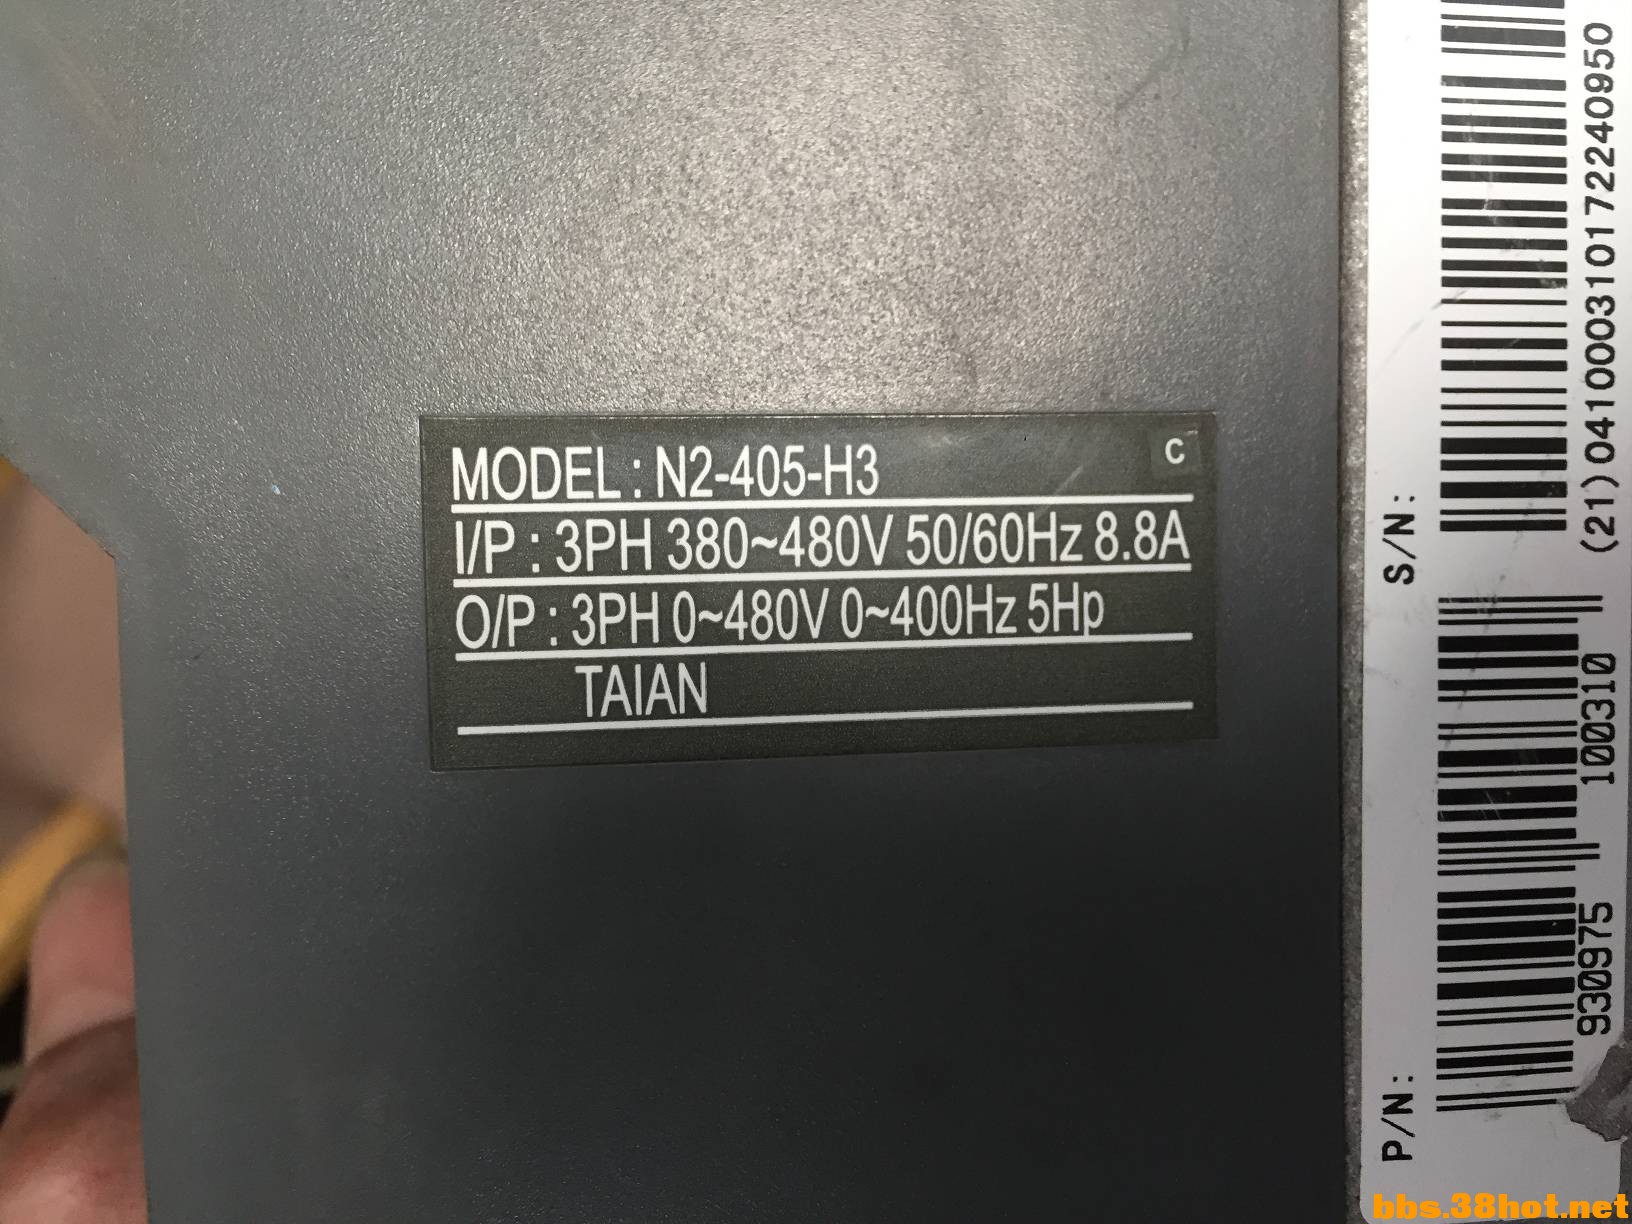 MODEL : N2-405-H3
C
I/P : 3PH 380~480V 50/60Hz 8.8A
O/P : 3PH 0~480V 0~400Hz 5Hp
TAIAN
S/N:
(21)0410003101722240950
P/N:
930975 100310
bbs.38hot.net